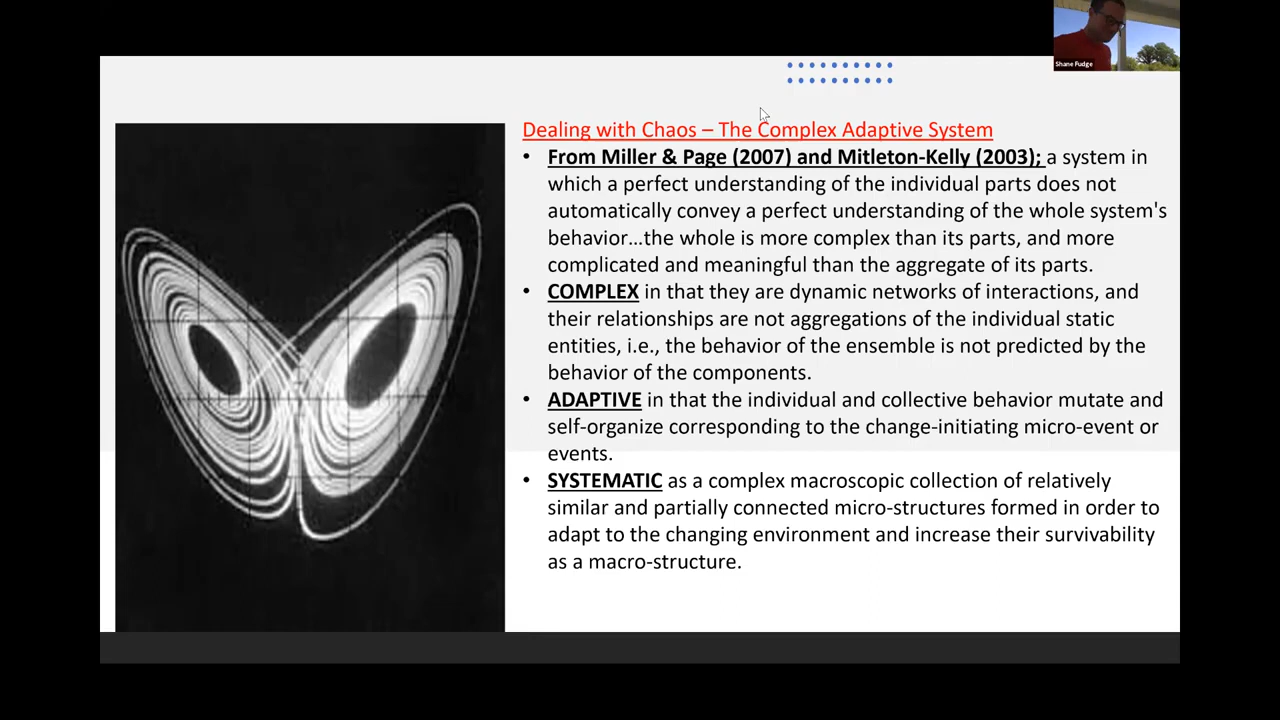 Shane Fudge
Dealing with Chaos – The Complex Adaptive System
• From Miller & Page (2007) and Mitleton-Kelly (2003); a system in
which a perfect understanding of the individual parts does not
automatically convey a perfect understanding of the whole system's
behavior…the whole is more complex than its parts, and more
complicated and meaningful than the aggregate of its parts.
• COMPLEX in that they are dynamic networks of interactions, and
their relationships are not aggregations of the individual static
entities, i.e., the behavior of the ensemble is not predicted by the
behavior of the components.
• ADAPTIVE in that the individual and collective behavior mutate and
self-organize corresponding to the change-initiating micro-event or
events.
• SYSTEMATIC as a complex macroscopic collection of relatively
similar and partially connected micro-structures formed in order to
adapt to the changing environment and increase their survivability
as a macro-structure.